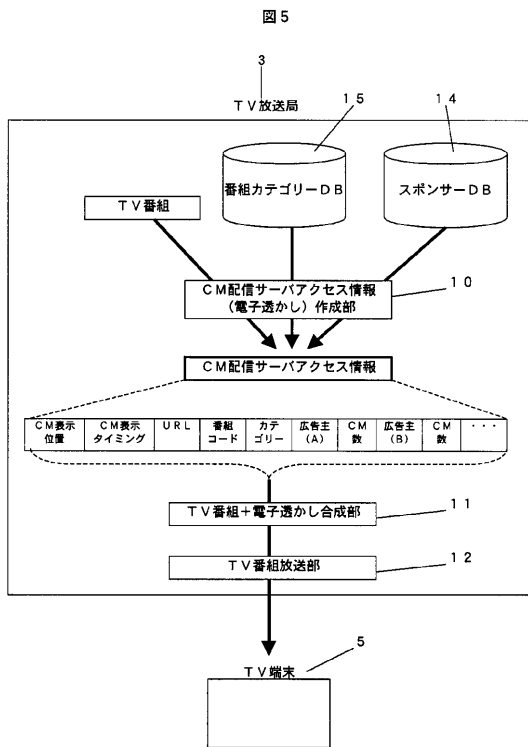 図５
３
ＴＶ放送局
１５
１４
番組カテゴリーＤＢ
スポンサーＤＢ
ＴＶ番組
ＣＭ配信サーバアクセス情報
（電子透かし）作成部
１０
ＣＭ配信サーバアクセス情報
ＣＭ表示
位置
ＣＭ表示
タイミング
ＵＲＬ
番組
コード
カテ
ゴリー
広告主
（Ａ）
ＣＭ
数
広告主
（Ｂ）
ＣＭ
数
・・・
ＴＶ番組＋電子透かし合成部
１１
ＴＶ番組放送部
１２
ＴＶ端末
５